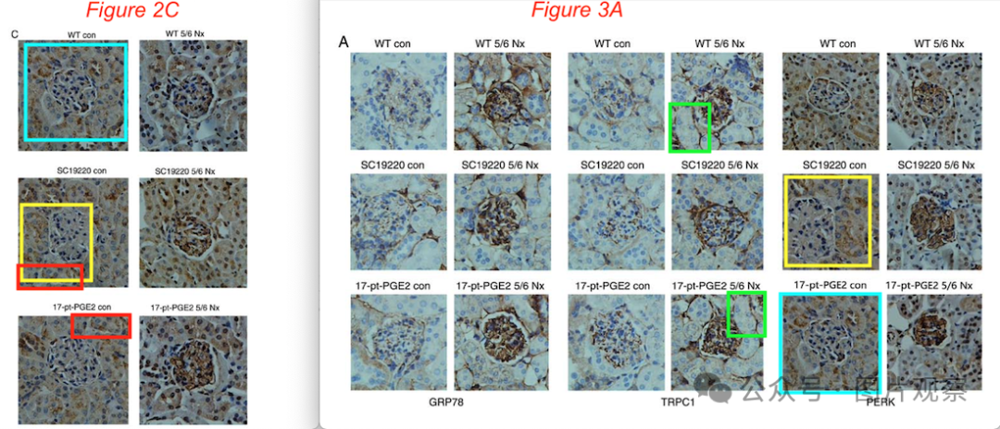 Figure 2C
C
WT con WT 5/6 Nx
SC19220 con SC19220 5/6 Nx
17-pt-PGE2 con 17-pt-PGE2 5/6 Nx
Figure 3A
A
WT con WT 5/6 Nx WT con WT 5/6 Nx WT con WT 5/6 Nx
SC19220 con SC19220 5/6 Nx SC19220 con SC19220 5/6 Nx SC19220 con SC19220 5/6 Nx
17-pt-PGE2 con 17-pt-PGE2 5/6 Nx 17-pt-PGE2 con 17-pt-PGE2 5/6 Nx 17-pt-PGE2 con 17-pt-PGE2 5/6 Nx
GRP78 TRPC1 PERK
公众号 图片观察